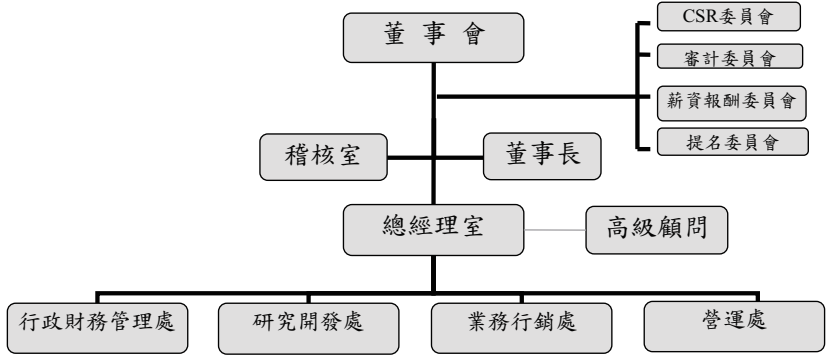 董 事 會
CSR委員會
審計委員會
薪資報酬委員會
提名委員會
稽核室
董事長
總經理室
高級顧問
行政財務管理處
研究開發處
業務行銷處
營運處